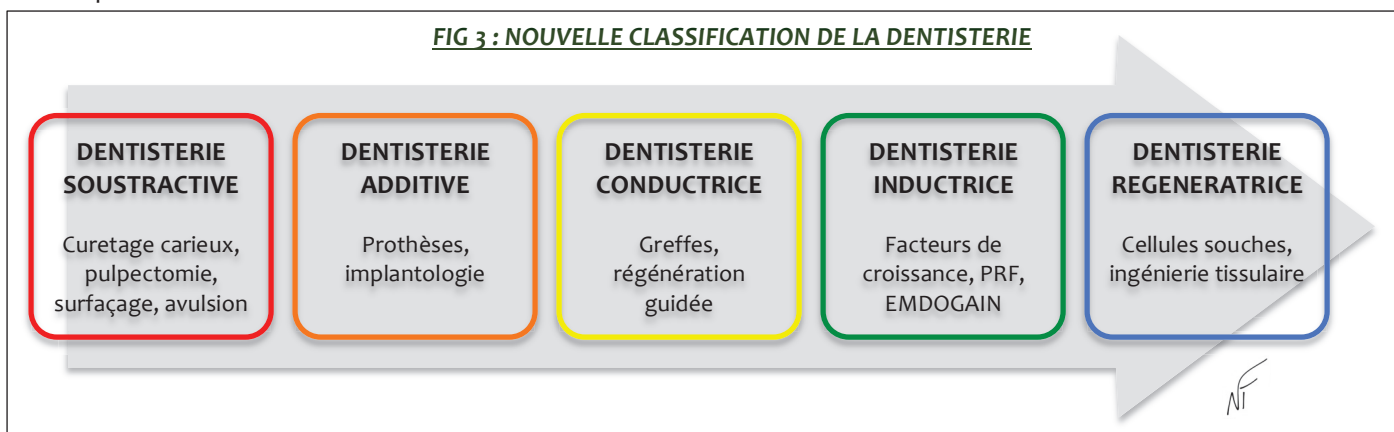 FIG 3 : NOUVELLE CLASSIFICATION DE LA DENTISTERIE
DENTISTERIE
SOUSTRACTIVE
Curetage carieux,
pulpectomie,
surfaçage, avulsion
DENTISTERIE
ADDITIVE
Prothèses,
implantologie
DENTISTERIE
CONDUCTRICE
Greffes,
régénération
guidée
DENTISTERIE
INDUCTRICE
Facteurs de
croissance, PRF,
EMDOGAIN
DENTISTERIE
REGENERATRICE
Cellules souches,
ingénierie tissulaire